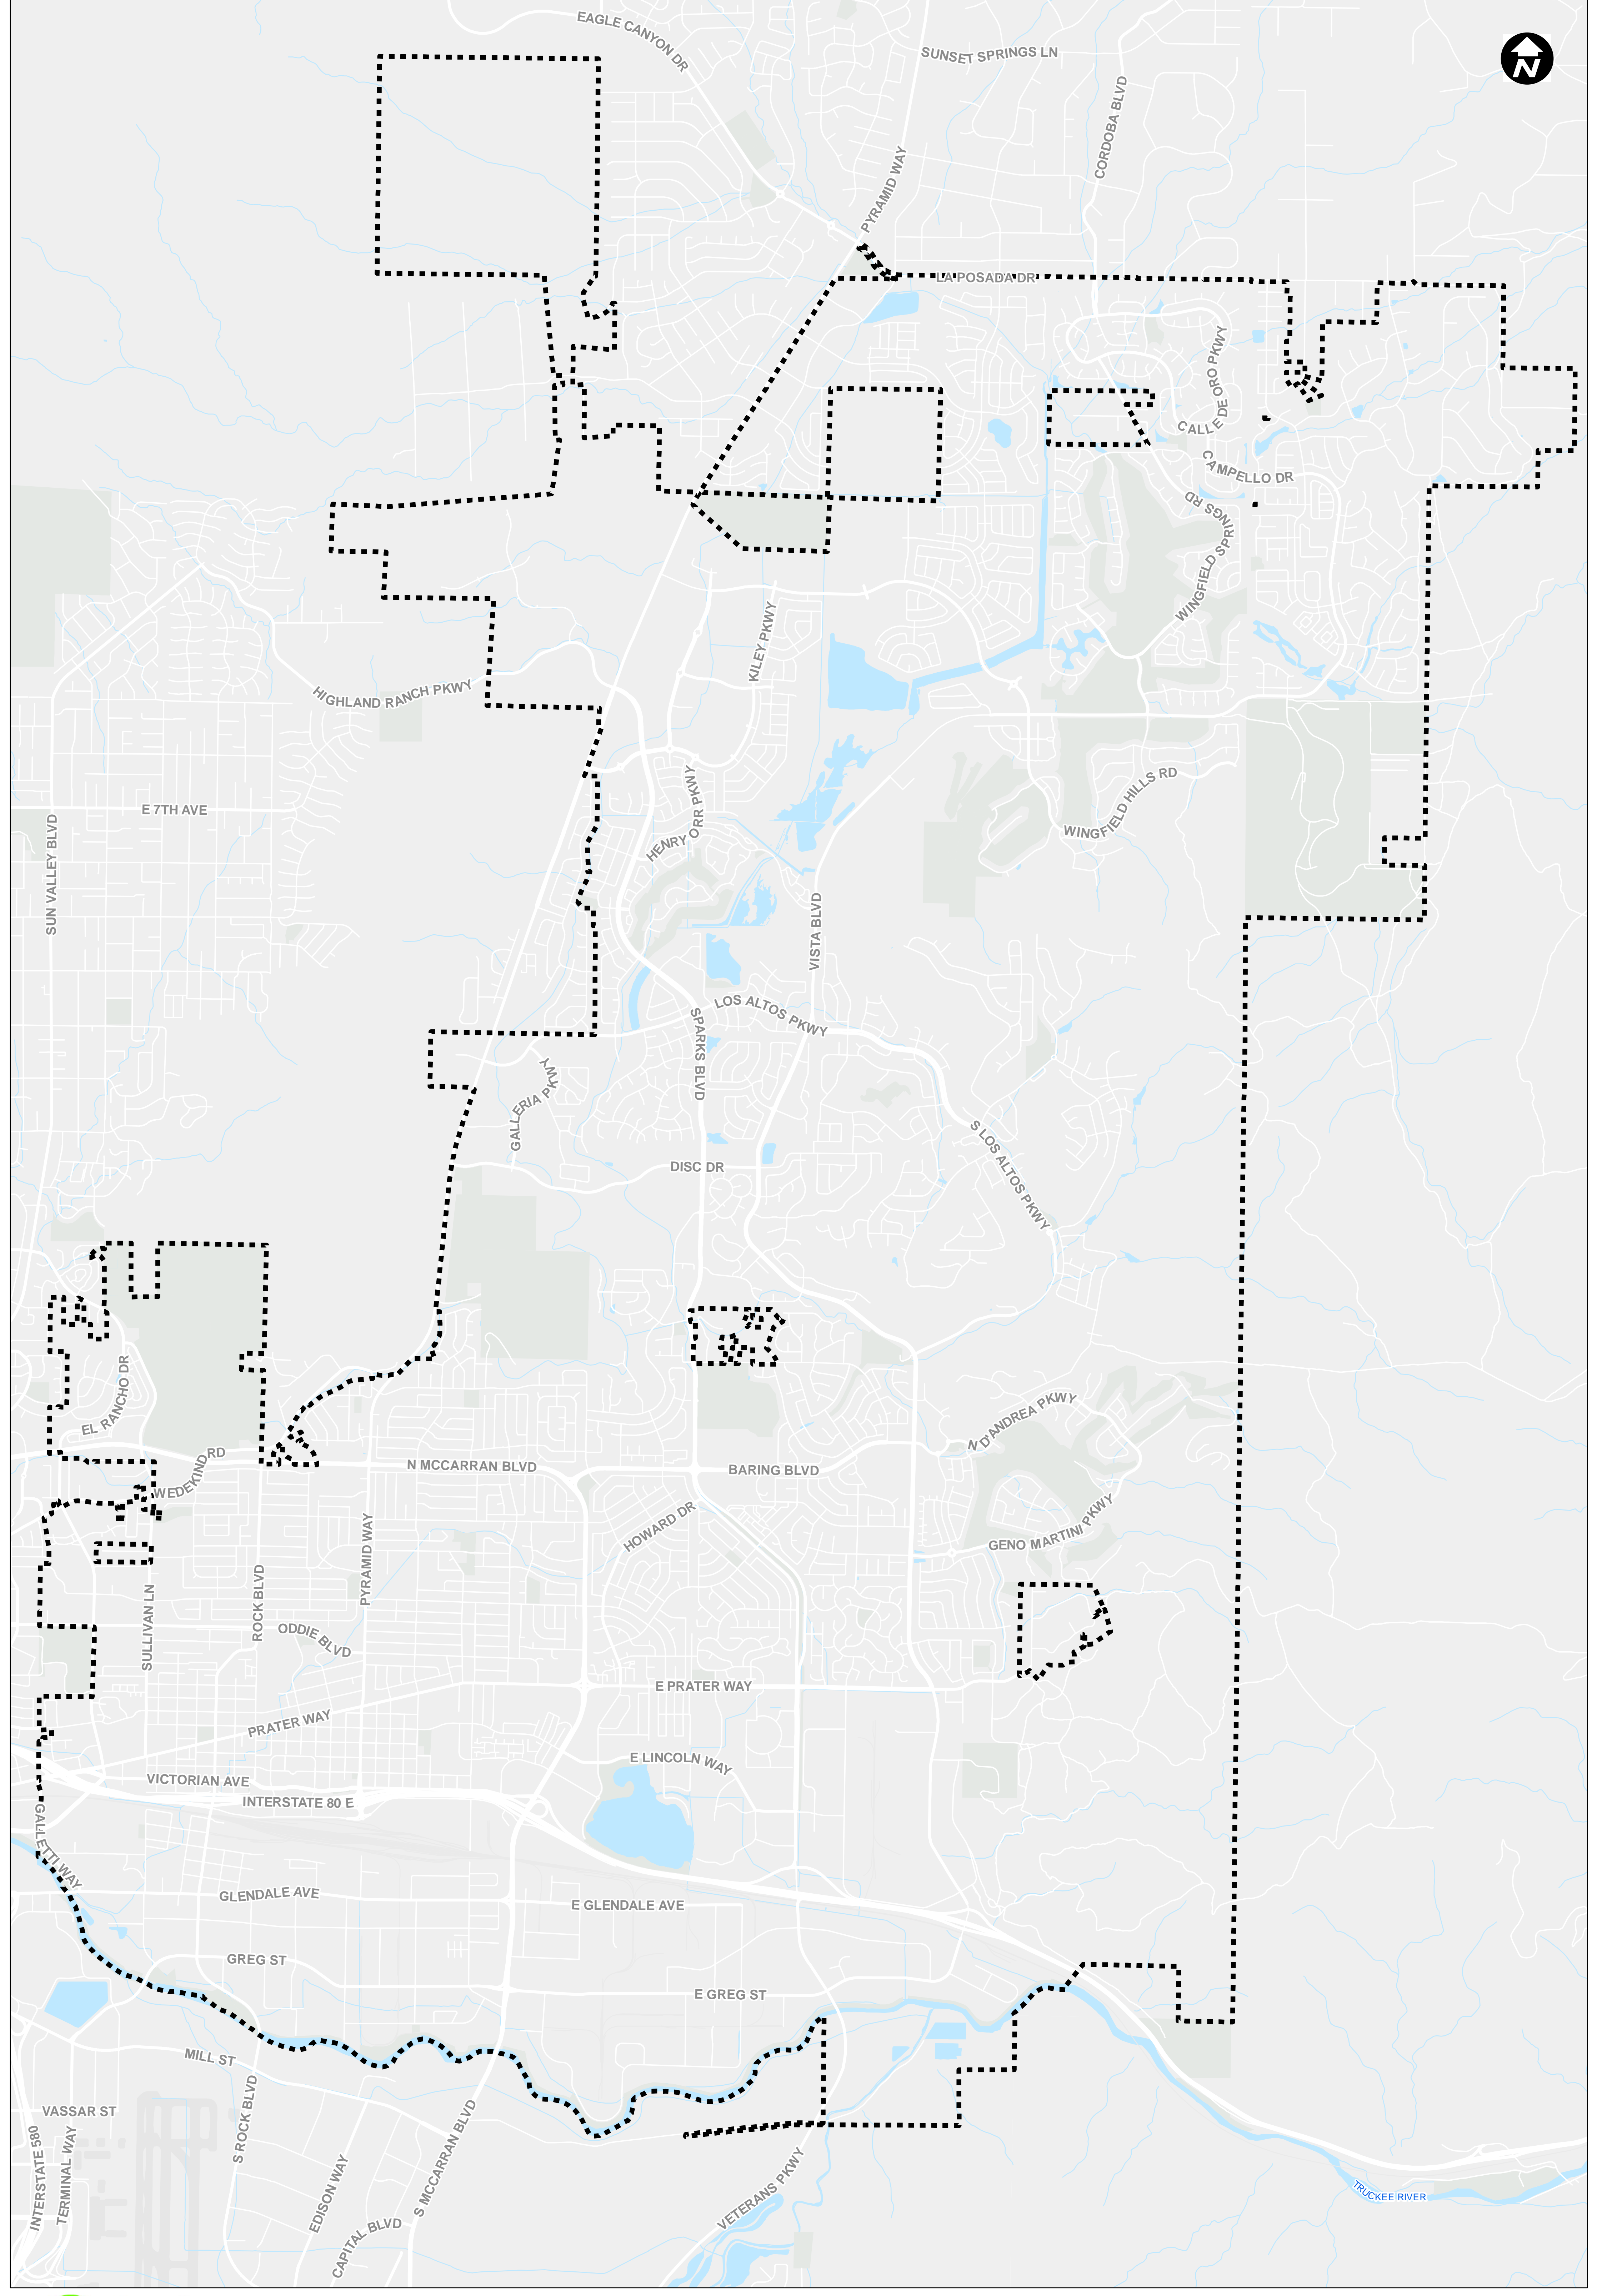 EAGLE CANYON DR
SUNSET SPRINGS LN
N
CORDOBA BLVD
PYRAMID WAY
LA POSADA DR
CALLE DE ORO PKWY
CAMPELLO DR
WINGFIELD SPRINGS RD
KILEY PKWY
HIGHLAND RANCH PKWY
HENRY ORR PKWY
WINGFIELD HILLS RD
E 7TH AVE
SUN VALLEY BLVD
VISTA BLVD
LOS ALTOS PKWY
SPARKS BLVD
GALLERIA PKWY
S LOS ALTOS PKWY
DISC DR
EL RANCHO DR
N D'ANDREA PKWY
WEDEKIND RD
N MCCARRAN BLVD
BARING BLVD
HOWARD DR
GENO MARTINI PKWY
PYRAMID WAY
ROCK BLVD
SULLIVAN LN
ODDIE BLVD
E PRATER WAY
PRATER WAY
E LINCOLN WAY
VICTORIAN AVE
INTERSTATE 80 E
GALLETTI WAY
GLENDALE AVE
E GLENDALE AVE
GREG ST
E GREG ST
MILL ST
VASSAR ST
S ROCK BLVD
INTERSTATE 580
TERMINAL WAY
EDISON WAY
S MCCARRAN BLVD
CAPITAL BLVD
VETERANS PKWY
TRUCKEE RIVER